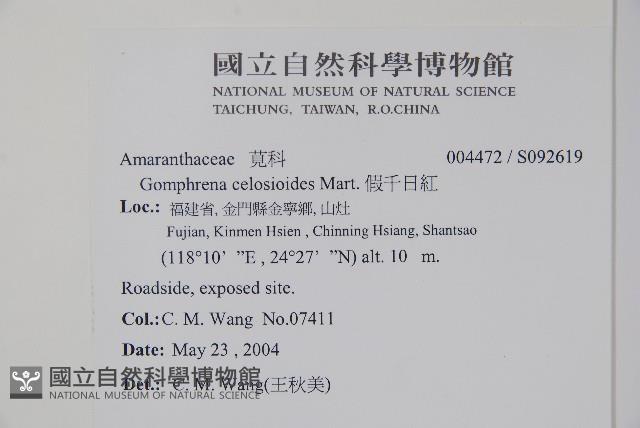 國立自然科學博物館
NATIONAL MUSEUM OF NATURAL SCIENCE
TAICHUNG, TAIWAN, R.O.CHINA
Amaranthaceae 莧科 004472 / S092619
Gomphrena celosioides Mart. 假千日紅
Loc.: 福建省, 金門縣金寧鄉, 山灶
Fujian, Kinmen Hsien , Chinning Hsiang, Shantsao
(118°10' ”E , 24°27' ”N) alt. 10 m.
Roadside, exposed site.
Col.: C. M. Wang No.07411
Date: May 23 , 2004
Det.: C. M. Wang(王秋美)
國立自然科學博物館
NATIONAL MUSEUM OF NATURAL SCIENCE